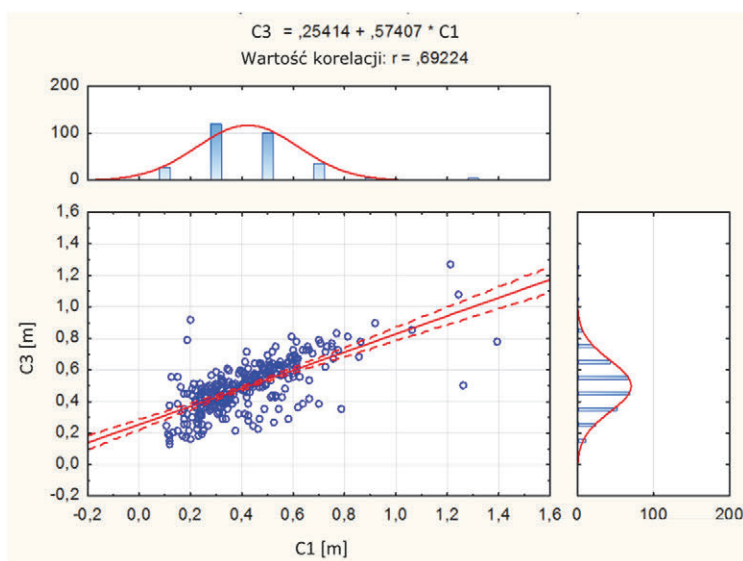 C3 = ,25414 + ,57407 * C1
Wartość korelacji: r = ,69224
200
100
0
1,6
1,4
1,2
1,0
0,8
0,6
0,4
0,2
0,0
-0,2
C3 [m]
-0,2 0,0 0,2 0,4 0,6 0,8 1,0 1,2 1,4 1,6
C1 [m]
0 100 200